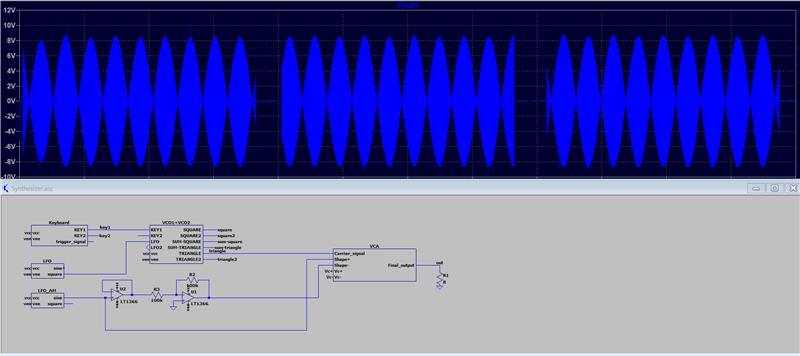 V(out)
12V
10V
8V
6V
4V
2V
0V
-2V
-4V
-6V
-8V
-10V
Synthesizer.asc
Keyboard
vcc vcc
vee vee
KEY1
KEY2
trigger_signal
key1
key2
VCO1+VCO2
KEY1
KEY2
LFO
LFO2
vcc vcc
vee vee
SQUARE
SQUARE2
SUM-SQUARE
SUM-TRIANGLE
TRIANGLE
TRIANGLE2
square
square2
sum-square
sum-triangle
triangle
triangle2
LFO
vcc vcc
vee vee
sine
square
LFO_AM
vcc vcc
vee vee
sine
square
U2
LT1366
R3
100k
R2
U1
LT1366
VCA
Carrier_signal
Shape+
Shape-
Vc+ Vc+
Vc- Vc-
Final_output
out
R1
R